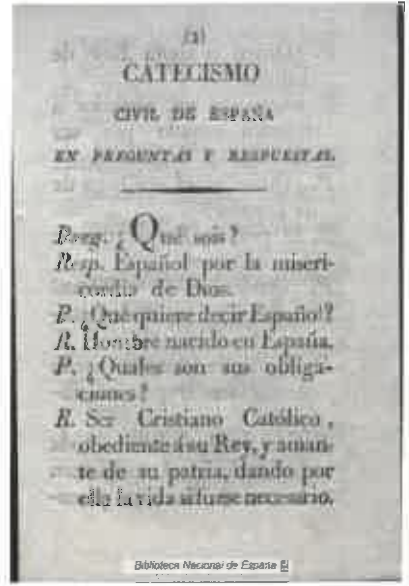 (2)
CATECISMO
CIVIL DE ESPAÑA
EN PREGUNTAS Y RESPUESTAS.
Preg. ¿Qué sois?
Resp. Español por la miseri-
cordia de Dios.
P. ¿Qué quiere decir Español?
R. Hombre nacido en España.
P. ¿Quales son sus obliga-
ciones?
R. Ser Cristiano Católico,
obediente á su Rey, y aman-
te de su patria, dando por
ella la vida si fuese necesario.
Biblioteca Nacional de España